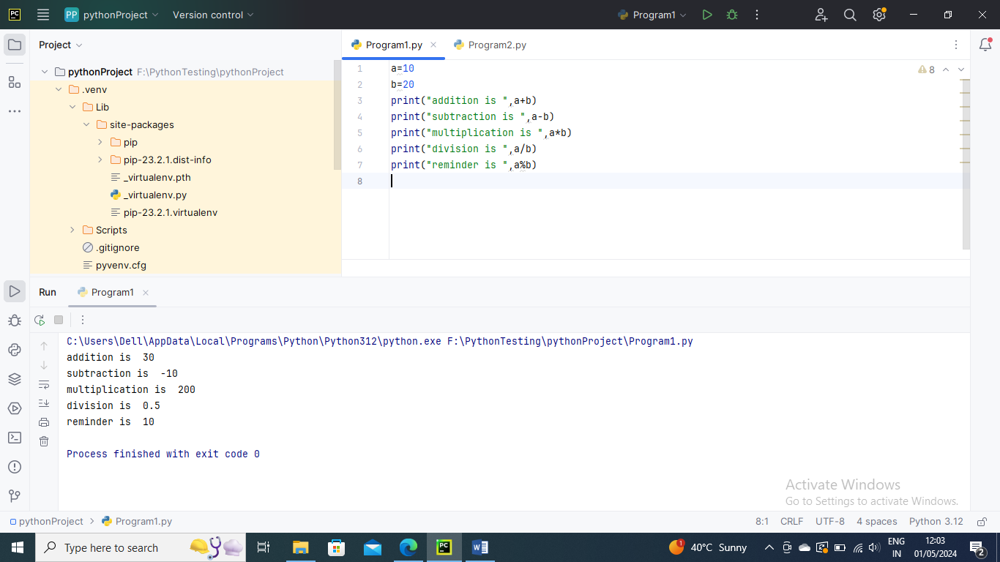 PC
PP pythonProject Version control Program1
Project
pythonProject F:\PythonTesting\pythonProject
.venv
Lib
site-packages
pip
pip-23.2.1.dist-info
_virtualenv.pth
_virtualenv.py
pip-23.2.1.virtualenv
Scripts
.gitignore
pyvenv.cfg
Program1.py Program2.py
8
1 a=10
2 b=20
3 print("addition is ",a+b)
4 print("subtraction is ",a-b)
5 print("multiplication is ",a*b)
6 print("division is ",a/b)
7 print("reminder is ",a%b)
8
Run Program1
C:\Users\Dell\AppData\Local\Programs\Python\Python312\python.exe F:\PythonTesting\pythonProject\Program1.py
addition is  30
subtraction is  -10
multiplication is  200
division is  0.5
reminder is  10
Process finished with exit code 0
Activate Windows
Go to Settings to activate Windows.
pythonProject Program1.py 8:1 CRLF UTF-8 4 spaces Python 3.12
Type here to search
PC
W
1
40°C Sunny
ENG
IN
12:03
01/05/2024
2